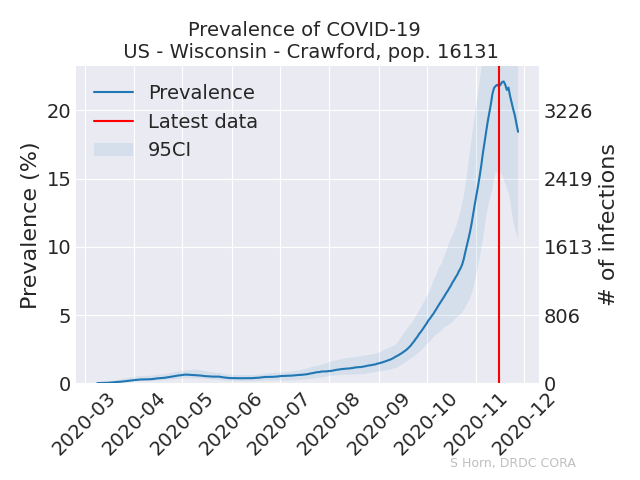 Prevalence of COVID-19
US - Wisconsin - Crawford, pop. 16131
Prevalence
Latest data
95CI
Prevalence (%)
20
15
10
5
0
3226
2419
1613
806
0
# of infections
2020-03
2020-04
2020-05
2020-06
2020-07
2020-08
2020-09
2020-10
2020-11
2020-12
S Horn, DRDC CORA